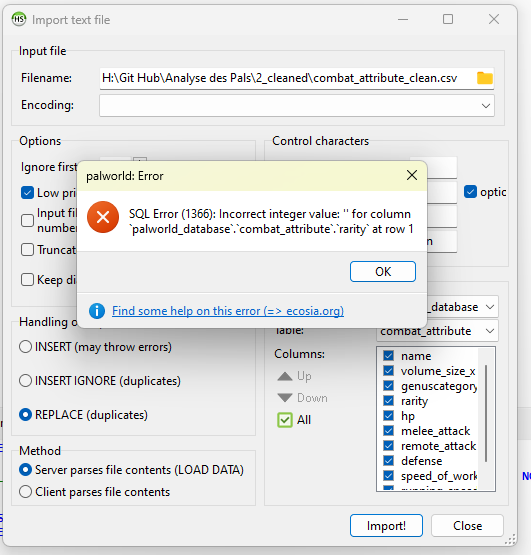 HS Import text file
Input file
Filename: H:\Git Hub\Analyse des Pals\2_cleaned\combat_attribute_clean.csv
Encoding:
Options
Control characters
Ignore first
palworld: Error
Low pri
optic
SQL Error (1366): Incorrect integer value: '' for column
Input fil
`palworld_database`.`combat_attribute`.`rarity` at row 1
number
n
Truncat
OK
Keep di
Find some help on this error (=> ecosia.org)
_database
Handling o
Table: combat_attribute
INSERT (may throw errors)
Columns:
name
Up
volume_size_x
genuscategory
INSERT IGNORE (duplicates)
Down
rarity
All
hp
REPLACE (duplicates)
melee_attack
remote_attack
Method
defense
Server parses file contents (LOAD DATA)
speed_of_work
Client parses file contents
Import!
Close